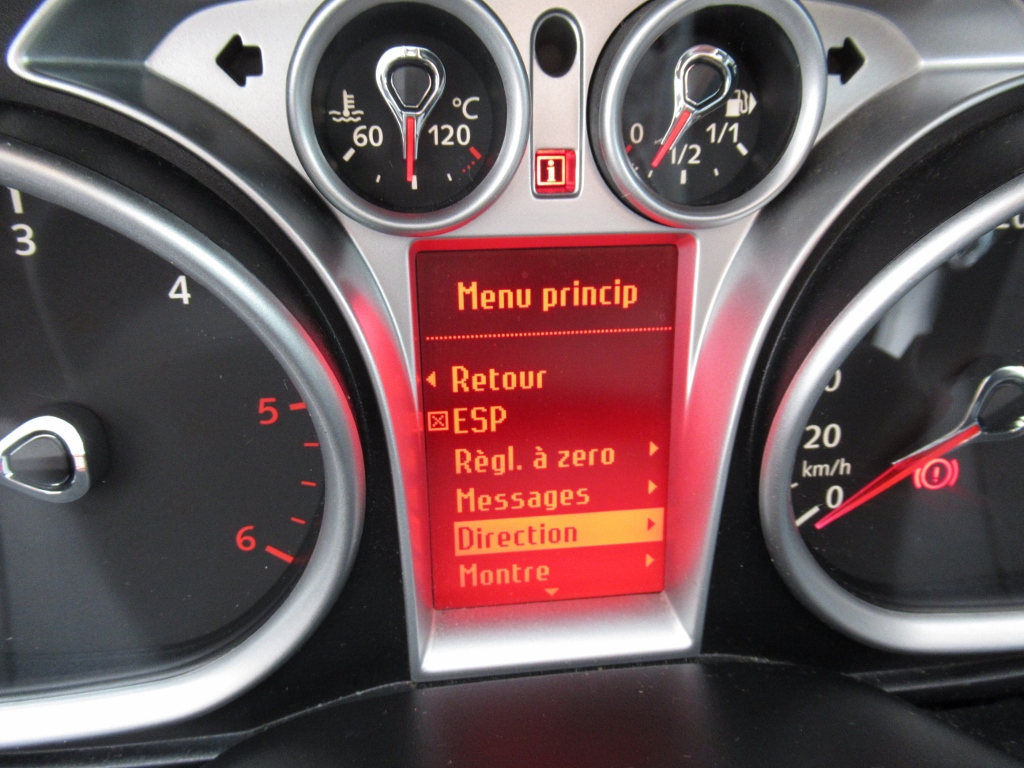 °C
60
120
0
1/2
1/1
i
3
4
5
6
Menu princip
Retour
ESP
Règl. à zero
Messages
Direction
Montre
20
km/h
0